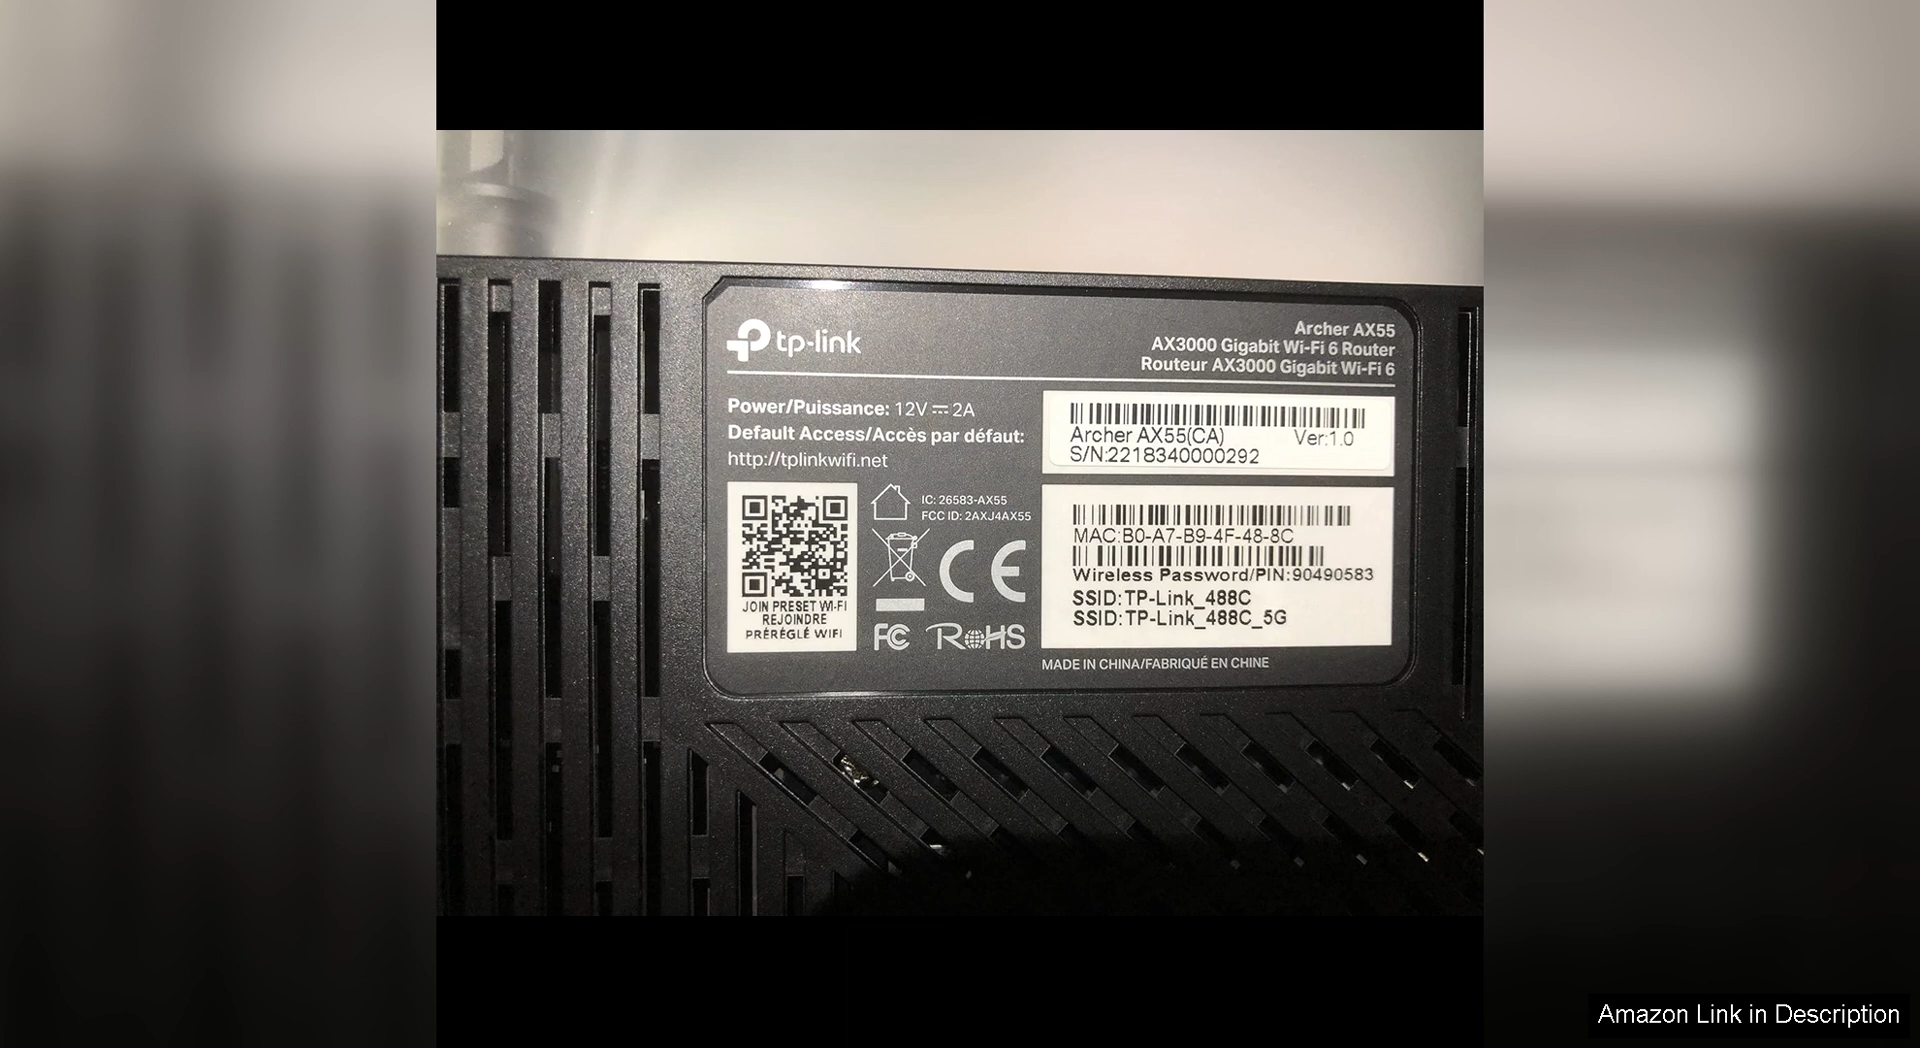 tp-link
Archer AX55
AX3000 Gigabit Wi-Fi 6 Router
Routeur AX3000 Gigabit Wi-Fi 6
Power/Puissance: 12V ⎓ 2A
Default Access/Accès par défaut:
http://tplinkwifi.net
Archer AX55(CA) Ver:1.0
S/N:2218340000292
JOIN PRESET WI-FI
REJOINDRE
PRÉRÉGLÉ WIFI
IC: 26583-AX55
FCC ID: 2AXJ4AX55
CE
FC
RoHS
MAC:B0-A7-B9-4F-48-8C
Wireless Password/PIN:90490583
SSID:TP-Link_488C
SSID:TP-Link_488C_5G
MADE IN CHINA/FABRIQUÉ EN CHINE
Amazon Link in Description